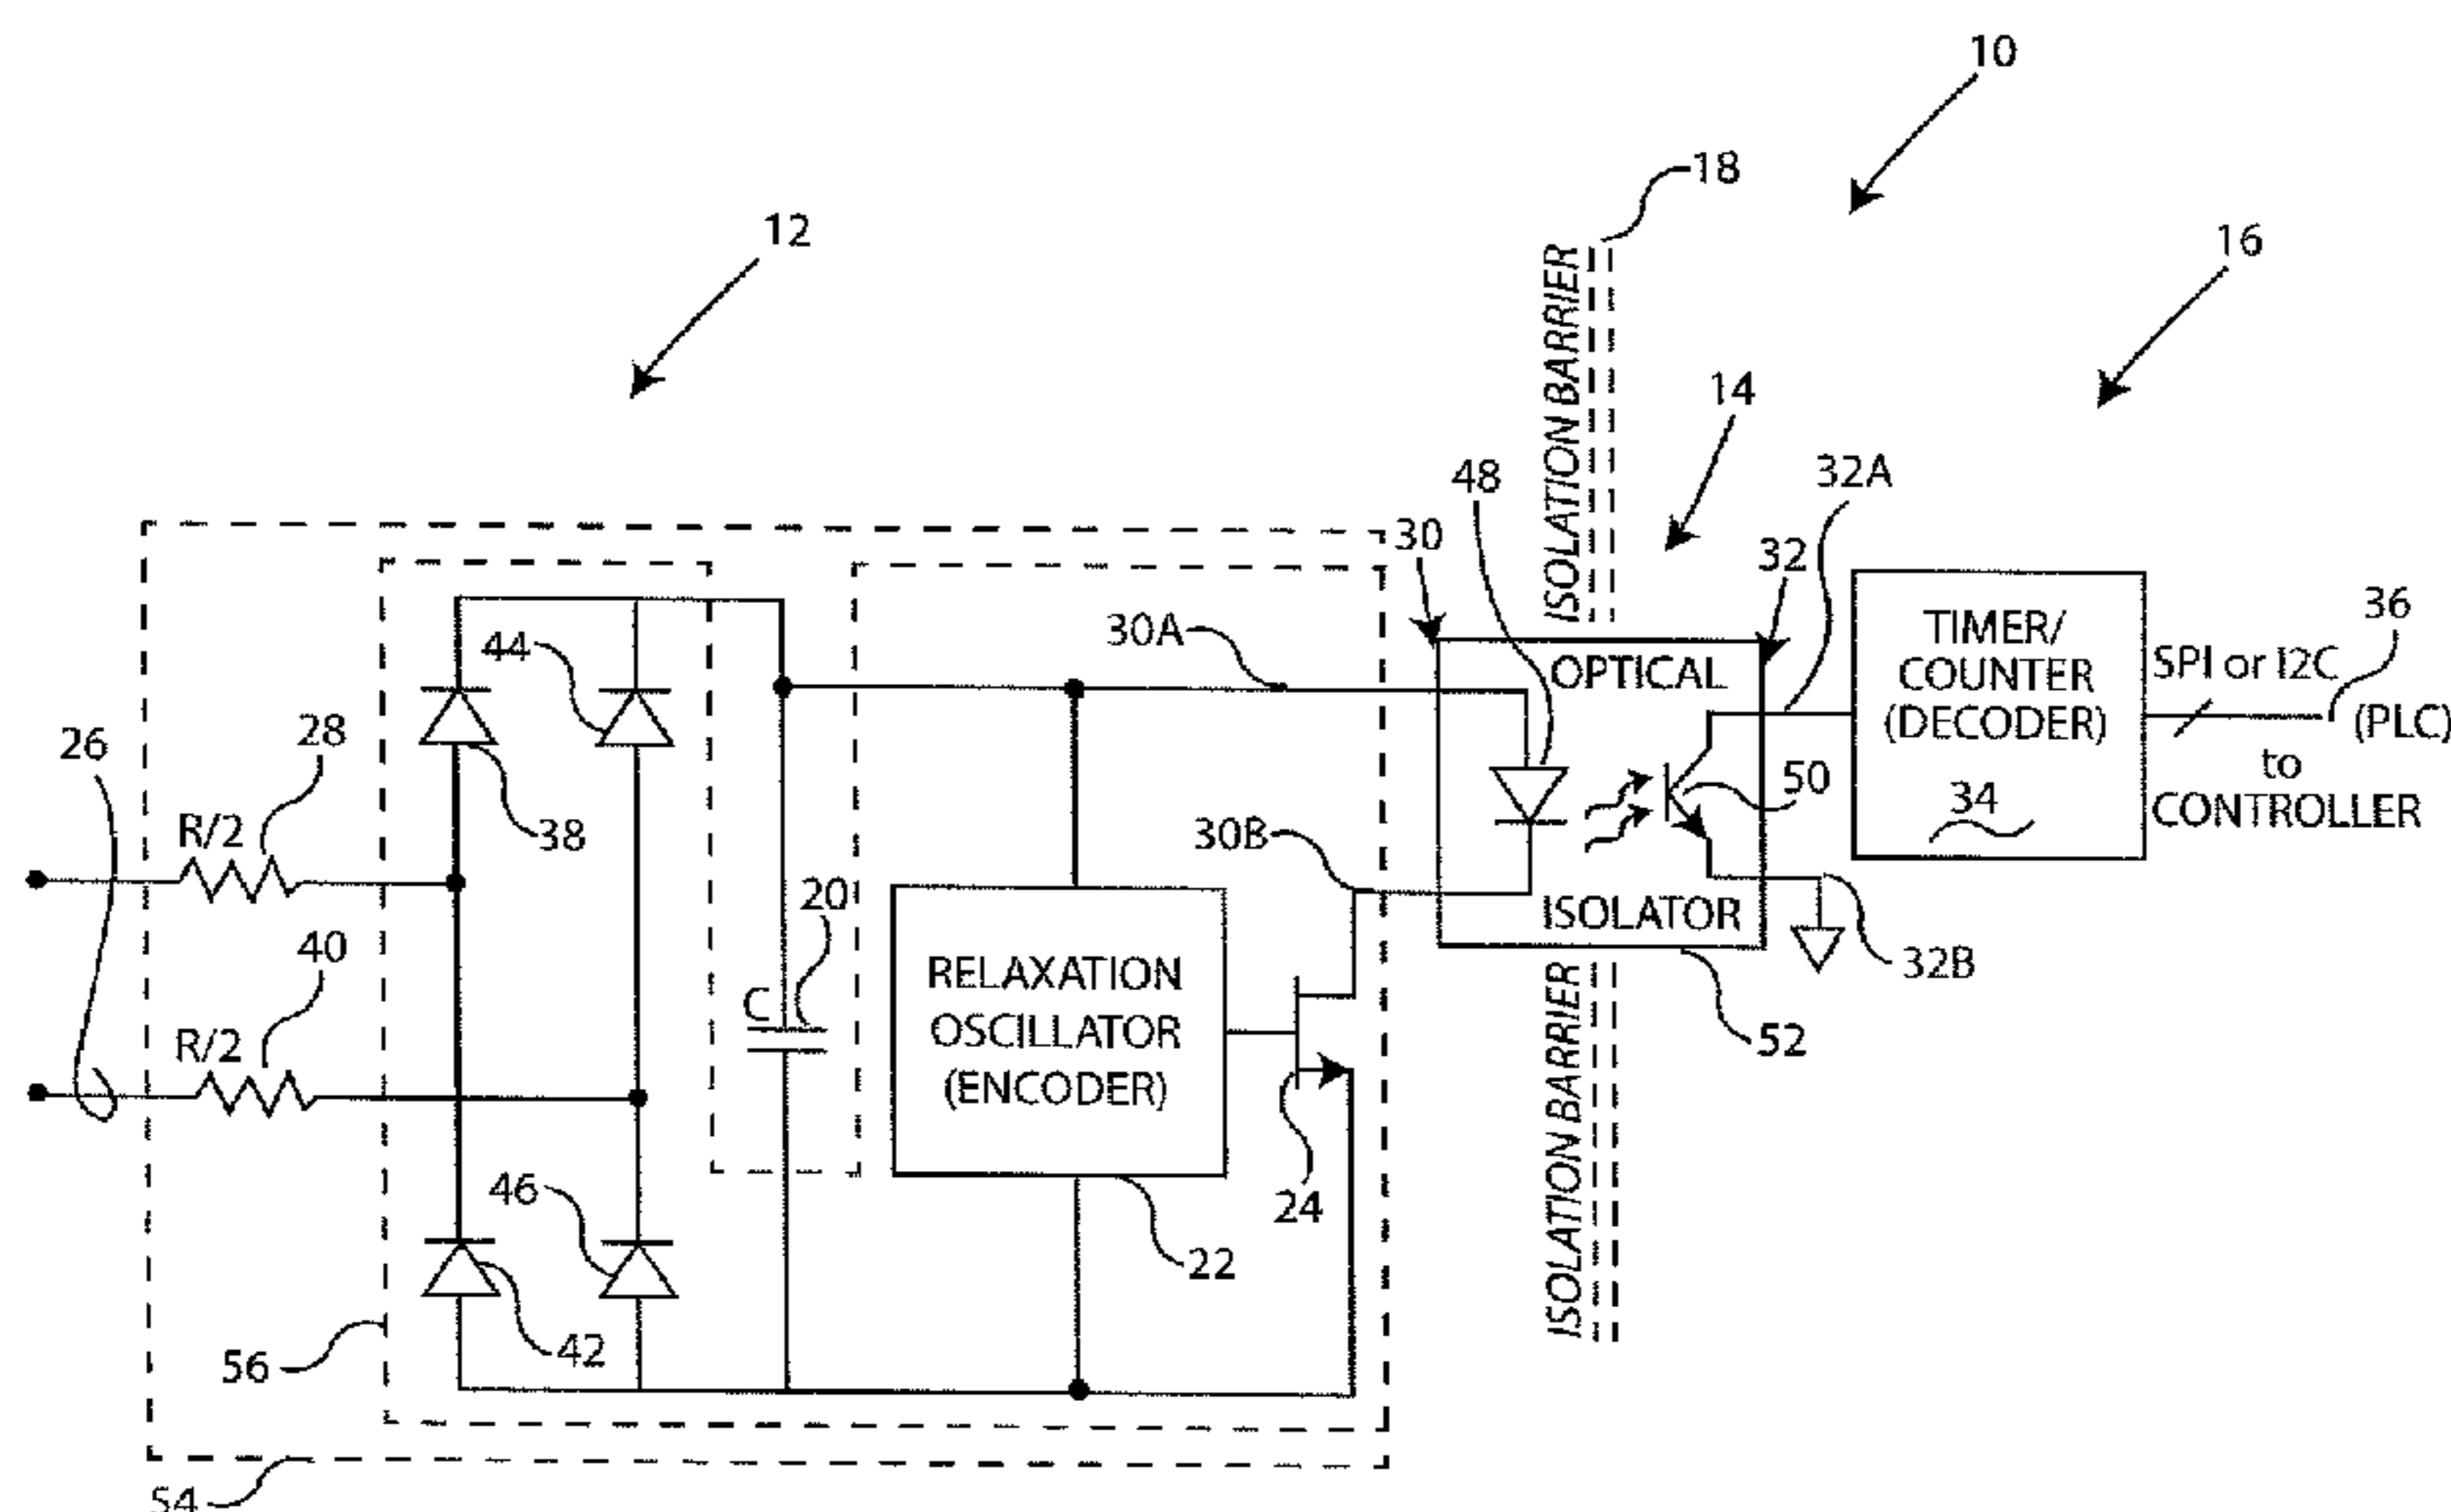 10
18
12
16
ISOLATION BARRIER
14
48
32A
30
32
36
30A
44
OPTICAL
TIMER/
COUNTER
(DECODER)
34
SPI or I2C
(PLC)
to
CONTROLLER
26
28
R/2
38
50
30B
20
40
R/2
C
ISOLATOR
32B
RELAXATION
OSCILLATOR
(ENCODER)
52
ISOLATION BARRIER
46
24
22
42
56
54